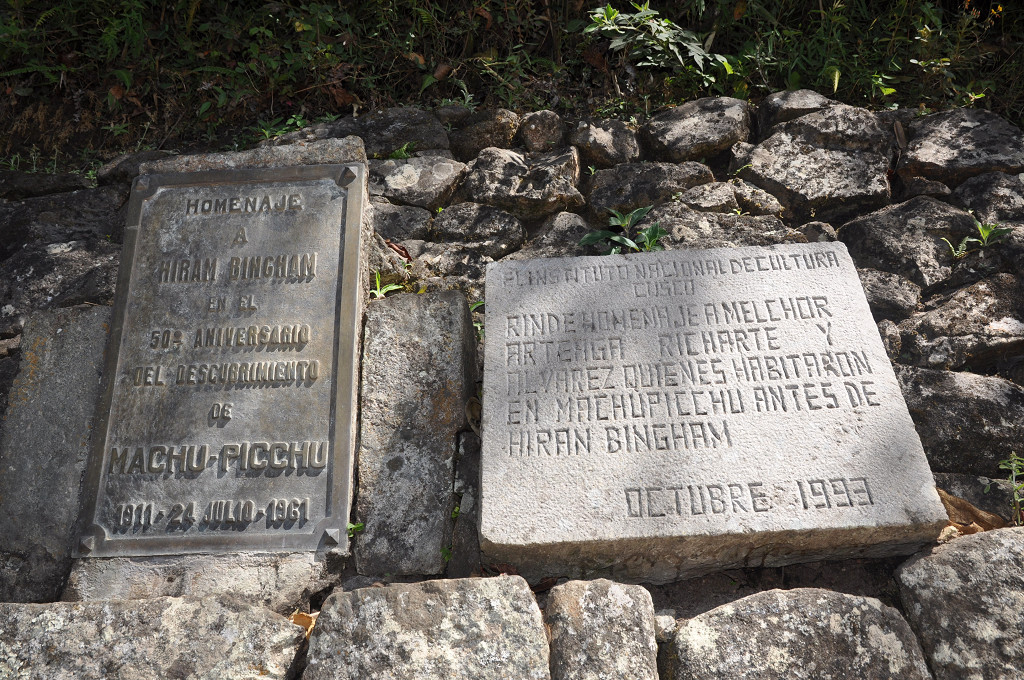 HOMENAJE
A
HIRAN BINGHAM
EN EL
50º ANIVERSARIO
DEL DESCUBRIMIENTO
DE
MACHU-PICCHU
1911-24 JULIO-1961
EL INSTITUTO NACIONAL DE CULTURA
CUSCO
RINDE HOMENAJE A MELCHOR
ARTEAGA RICHARTE Y
ALVAREZ QUIENES HABITARON
EN MACHUPICCHU ANTES DE
HIRAN BINGHAM
OCTUBRE - 1993